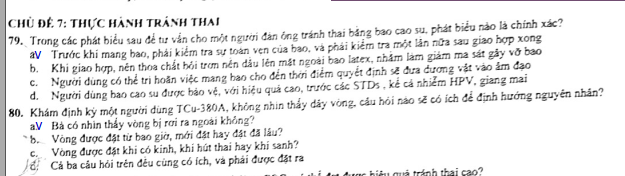 CHỦ ĐỀ 7: THỰC HÀNH TRÁNH THAI
79. Trong các phát biểu sau để tư vấn cho một người đàn ông tránh thai bằng bao cao su, phát biểu nào là chính xác?
a. Trước khi mang bao, phải kiểm tra sự toàn vẹn của bao, và phải kiểm tra một lần nữa sau giao hợp xong
b. Khi giao hợp, nên thoa chất bôi trơn nền dầu lên mặt ngoài bao latex, nhằm làm giảm ma sát gây vỡ bao
c. Người dùng có thể trì hoãn việc mang bao cho đến thời điểm quyết định sẽ đưa dương vật vào âm đạo
d. Người dùng bao cao su được bảo vệ, với hiệu quả cao, trước các STDs , kể cả nhiễm HPV, giang mai
80. Khám định kỳ một người dùng TCu-380A, không nhìn thấy dây vòng, câu hỏi nào sẽ có ích để định hướng nguyên nhân?
a. Bà có nhìn thấy vòng bị rơi ra ngoài không?
b. Vòng được đặt từ bao giờ, mới đặt hay đặt đã lâu?
c. Vòng được đặt khi có kinh, khi hút thai hay khi sanh?
d. Cả ba câu hỏi trên đều cùng có ích, và phải được đặt ra
hiệu quả tránh thai cao?